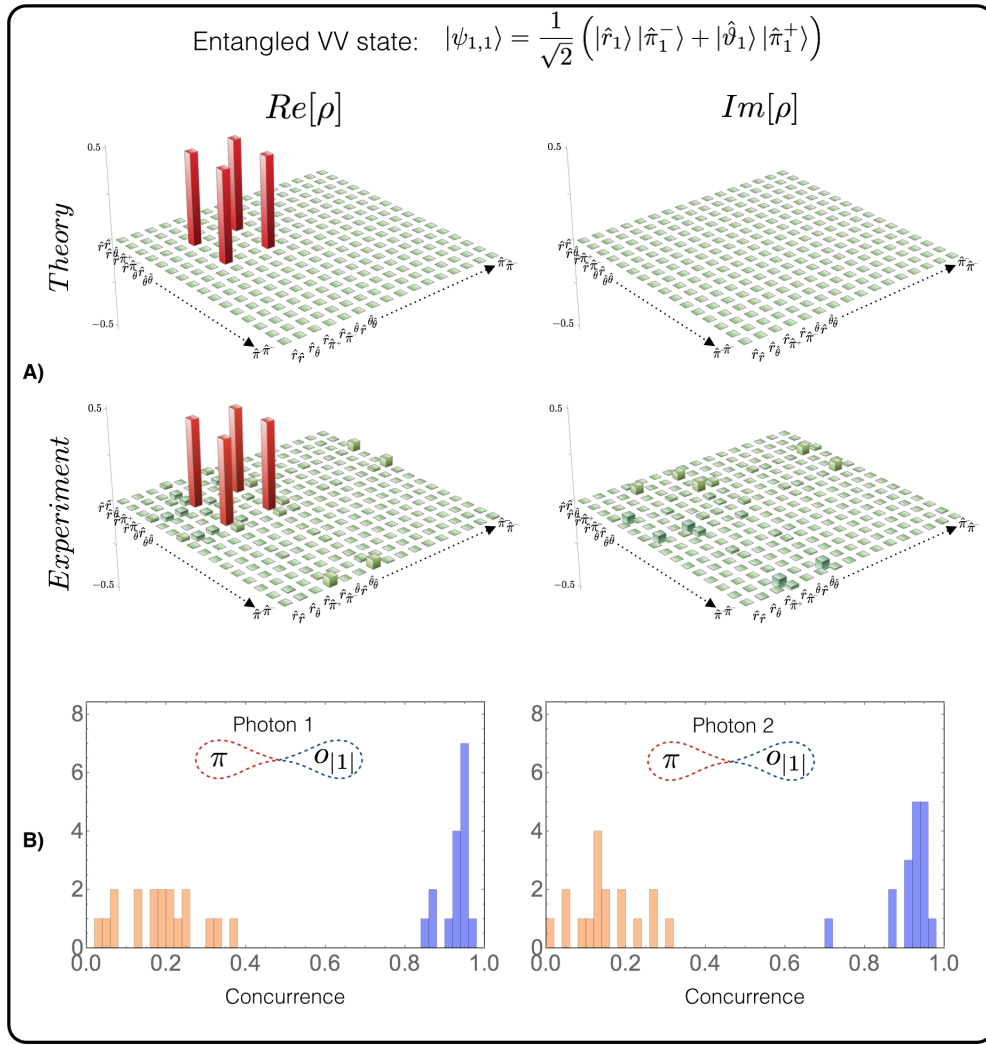 Entangled VV state: |ψ₁,₁⟩ = 1/√2 (|r̂₁⟩ |π̂₁⁻⟩ + |ϑ̂₁⟩ |π̂₁⁺⟩)
Re[ρ] Im[ρ]
Theory
0.5
−0.5
r̂r̂ r̂θ̂ r̂π̂⁺ r̂π̂⁻ θ̂r̂ θ̂θ̂
π̂⁻π̂⁻
r̂r̂ r̂θ̂ r̂π̂⁺ r̂π̂⁻ θ̂r̂ θ̂θ̂
π̂⁻π̂⁻
r̂r̂ r̂θ̂ r̂π̂⁺ r̂π̂⁻ θ̂r̂ θ̂θ̂
π̂⁻π̂⁻
r̂r̂ r̂θ̂ r̂π̂⁺ r̂π̂⁻ θ̂r̂ θ̂θ̂
π̂⁻π̂⁻
0.5
−0.5
A)
Experiment
0.5
−0.5
r̂r̂ r̂θ̂ r̂π̂⁺ r̂π̂⁻ θ̂r̂ θ̂θ̂
π̂⁻π̂⁻
r̂r̂ r̂θ̂ r̂π̂⁺ r̂π̂⁻ θ̂r̂ θ̂θ̂
π̂⁻π̂⁻
0.5
−0.5
r̂r̂ r̂θ̂ r̂π̂⁺ r̂π̂⁻ θ̂r̂ θ̂θ̂
π̂⁻π̂⁻
r̂r̂ r̂θ̂ r̂π̂⁺ r̂π̂⁻ θ̂r̂ θ̂θ̂
π̂⁻π̂⁻
B)
8
6
4
2
0
Photon 1
π o|1|
0.0 0.2 0.4 0.6 0.8 1.0
Concurrence
8
6
4
2
0
Photon 2
π o|1|
0.0 0.2 0.4 0.6 0.8 1.0
Concurrence